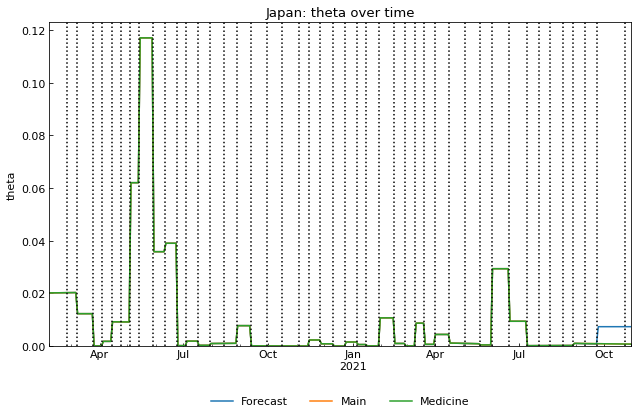 Japan: theta over time
0.12
0.10
0.08
0.06
0.04
0.02
0.00
theta
Apr Jul Oct Jan Apr Jul Oct
2021
Forecast Main Medicine